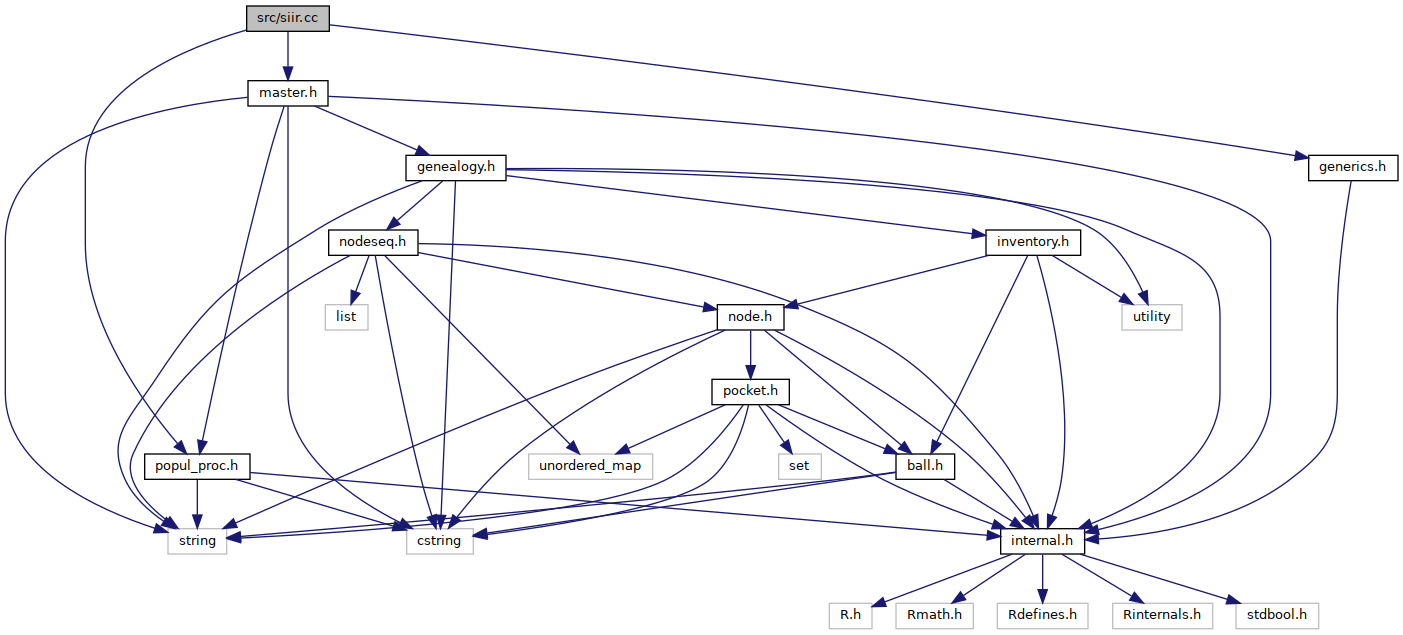 src/siir.cc
master.h
genealogy.h
generics.h
nodeseq.h
inventory.h
list
node.h
utility
pocket.h
popul_proc.h
unordered_map
set
ball.h
string
cstring
internal.h
R.h
Rmath.h
Rdefines.h
Rinternals.h
stdbool.h